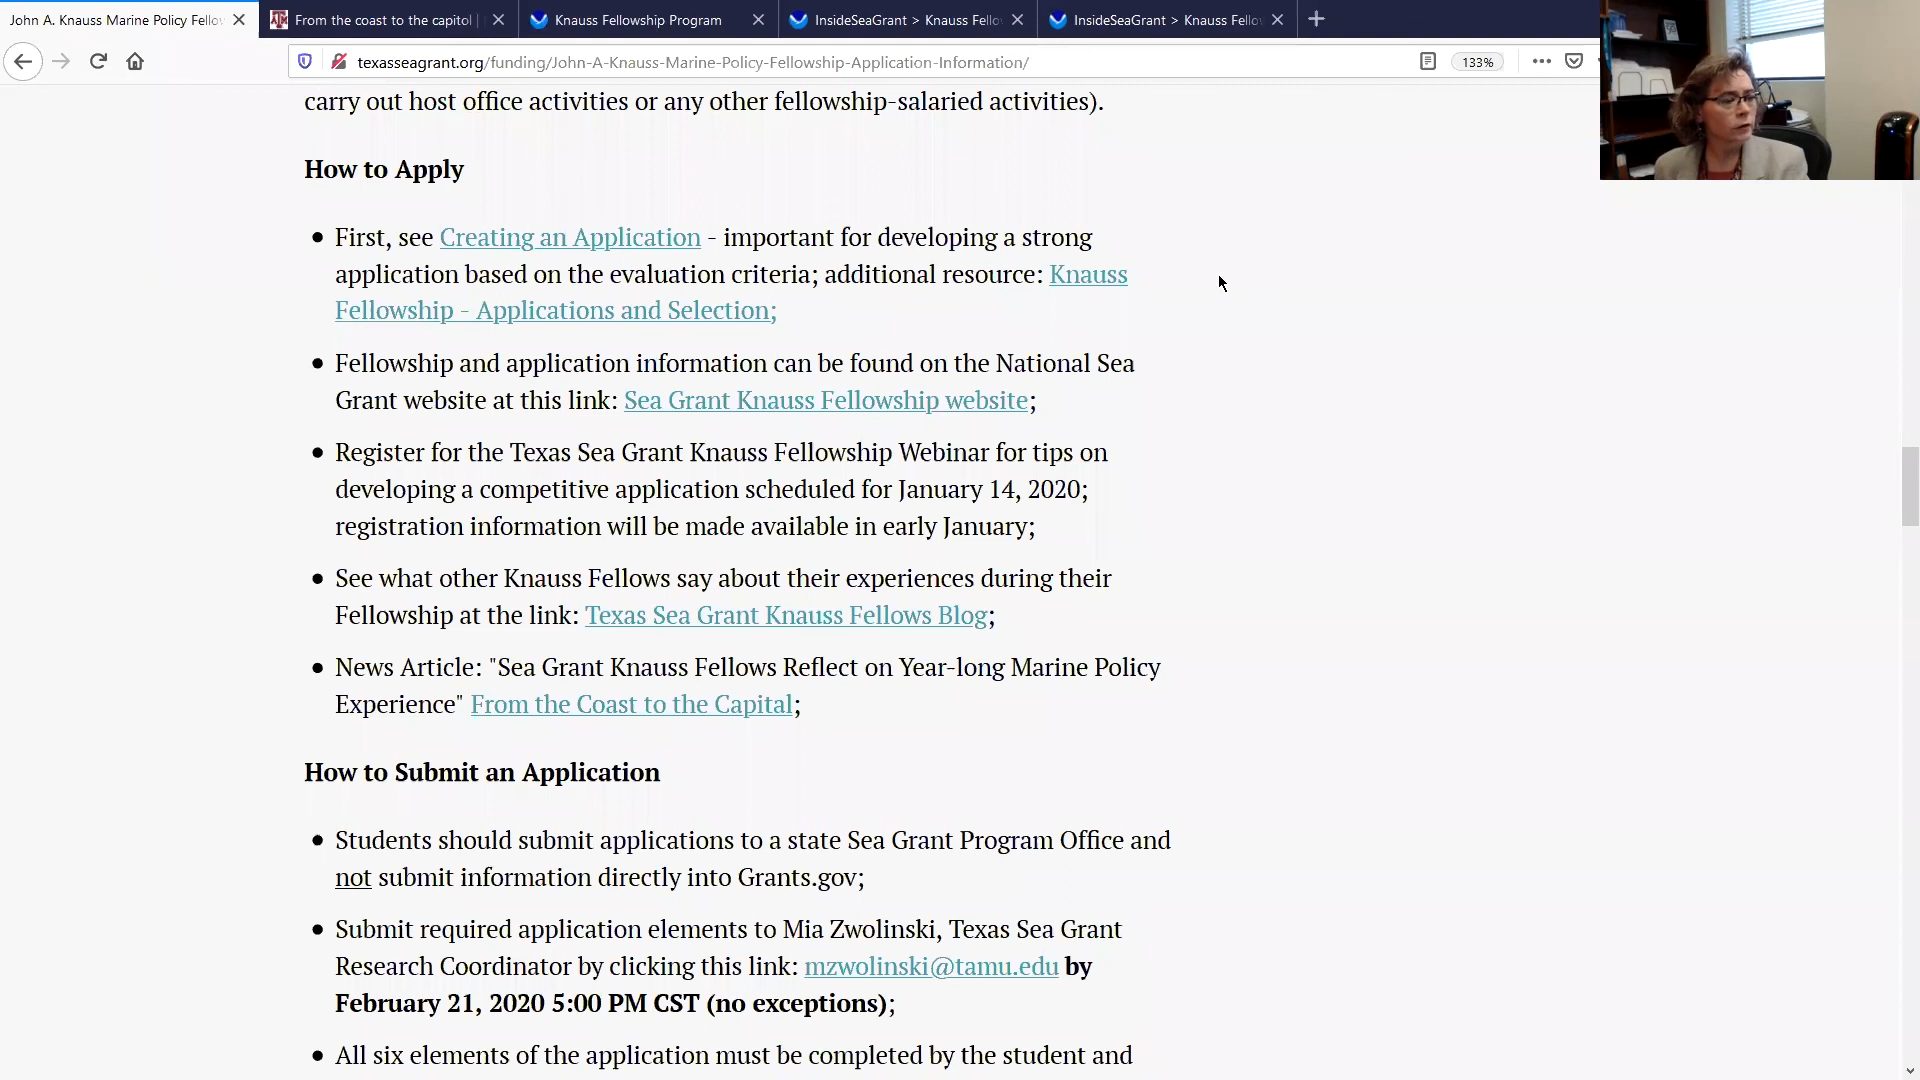 John A. Knauss Marine Policy Fello
From the coast to the capitol |
Knauss Fellowship Program
InsideSeaGrant > Knauss Fello
InsideSeaGrant > Knauss Fello
texasseagrant.org/funding/John-A-Knauss-Marine-Policy-Fellowship-Application-Information/
133%
carry out host office activities or any other fellowship-salaried activities).
How to Apply
First, see Creating an Application - important for developing a strong
application based on the evaluation criteria; additional resource: Knauss
Fellowship - Applications and Selection;
Fellowship and application information can be found on the National Sea
Grant website at this link: Sea Grant Knauss Fellowship website;
Register for the Texas Sea Grant Knauss Fellowship Webinar for tips on
developing a competitive application scheduled for January 14, 2020;
registration information will be made available in early January;
See what other Knauss Fellows say about their experiences during their
Fellowship at the link: Texas Sea Grant Knauss Fellows Blog;
News Article: "Sea Grant Knauss Fellows Reflect on Year-long Marine Policy
Experience" From the Coast to the Capital;
How to Submit an Application
Students should submit applications to a state Sea Grant Program Office and
not submit information directly into Grants.gov;
Submit required application elements to Mia Zwolinski, Texas Sea Grant
Research Coordinator by clicking this link: mzwolinski@tamu.edu by
February 21, 2020 5:00 PM CST (no exceptions);
All six elements of the application must be completed by the student and